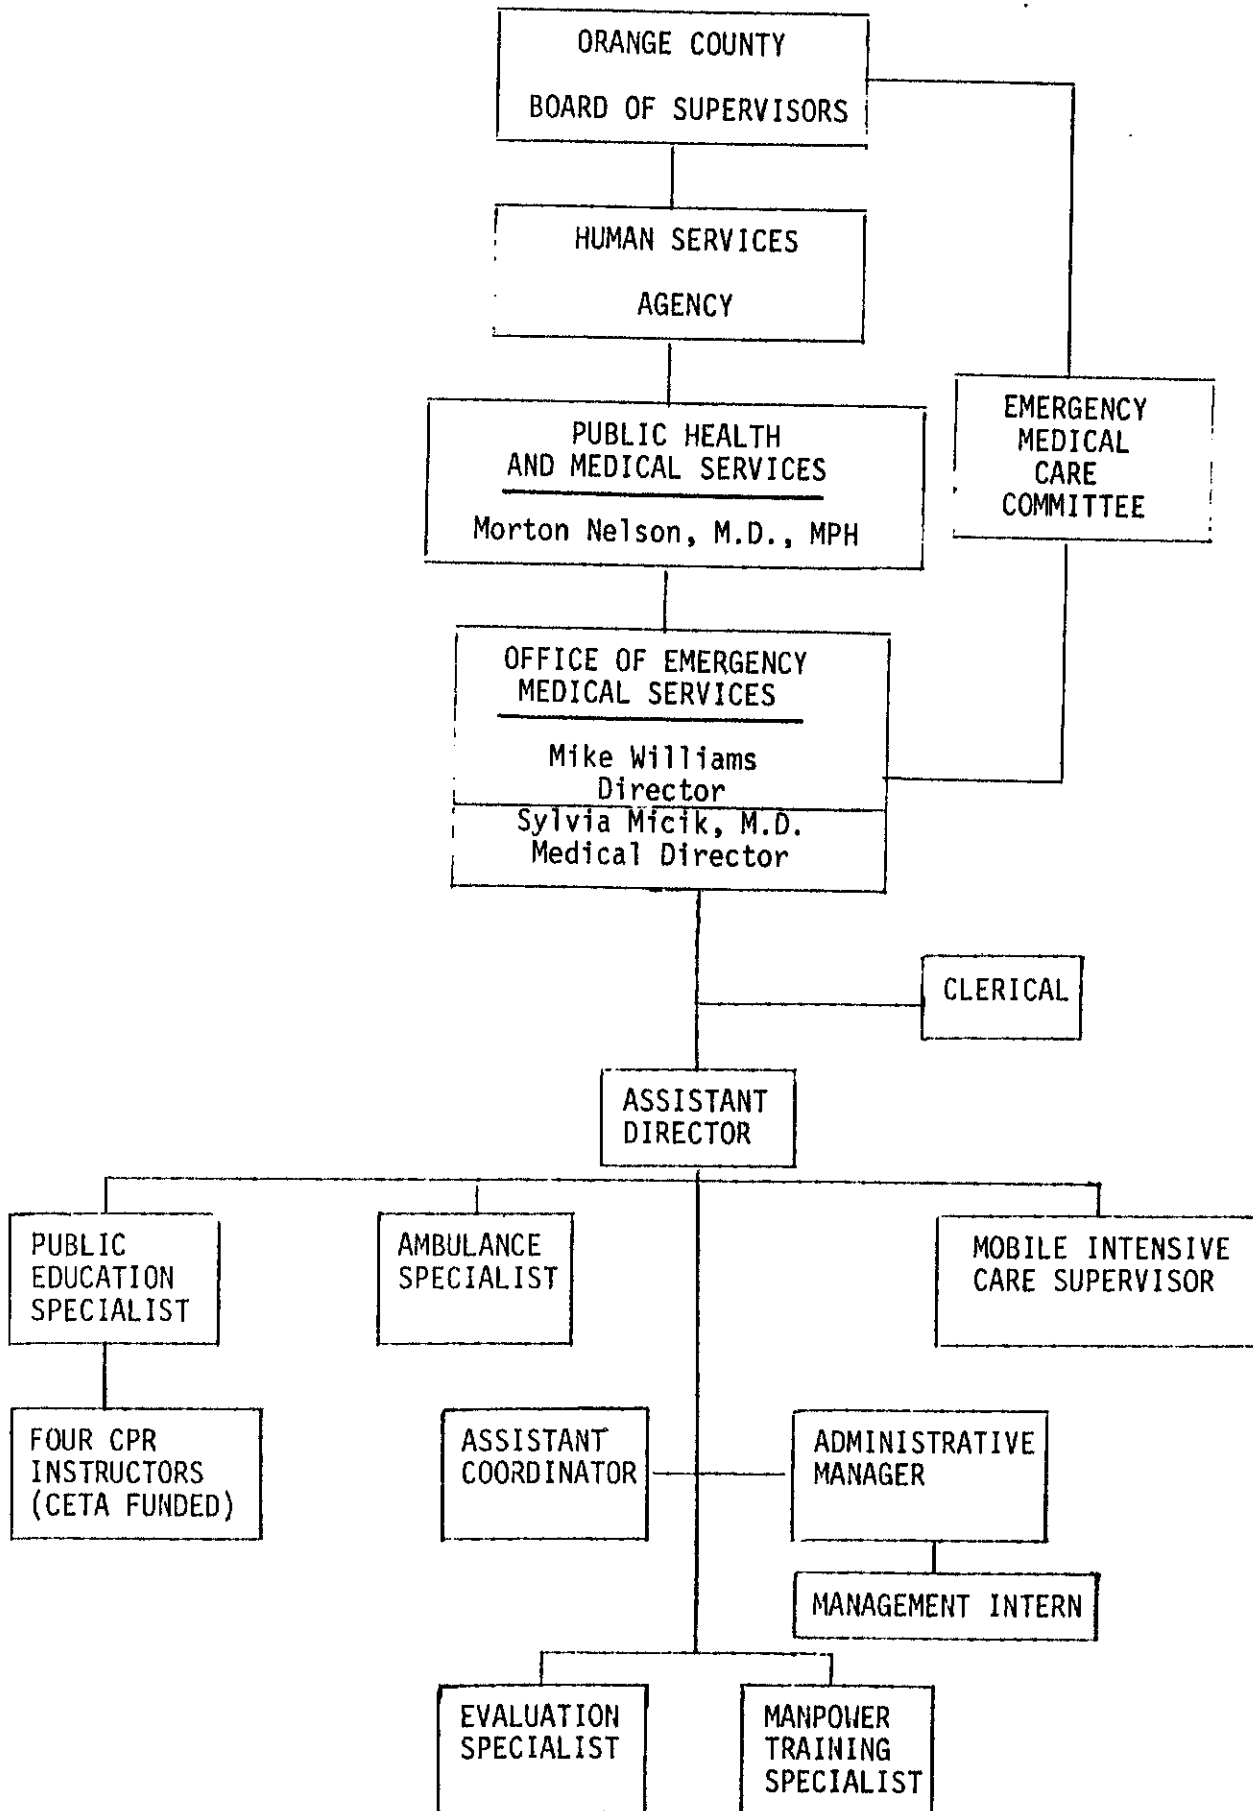 ORANGE COUNTY
BOARD OF SUPERVISORS
HUMAN SERVICES
AGENCY
PUBLIC HEALTH
AND MEDICAL SERVICES
Morton Nelson, M.D., MPH
EMERGENCY
MEDICAL
CARE
COMMITTEE
OFFICE OF EMERGENCY
MEDICAL SERVICES
Mike Williams
Director
Sylvia Micik, M.D.
Medical Director
CLERICAL
ASSISTANT
DIRECTOR
PUBLIC
EDUCATION
SPECIALIST
AMBULANCE
SPECIALIST
MOBILE INTENSIVE
CARE SUPERVISOR
FOUR CPR
INSTRUCTORS
(CETA FUNDED)
ASSISTANT
COORDINATOR
ADMINISTRATIVE
MANAGER
MANAGEMENT INTERN
EVALUATION
SPECIALIST
MANPOWER
TRAINING
SPECIALIST